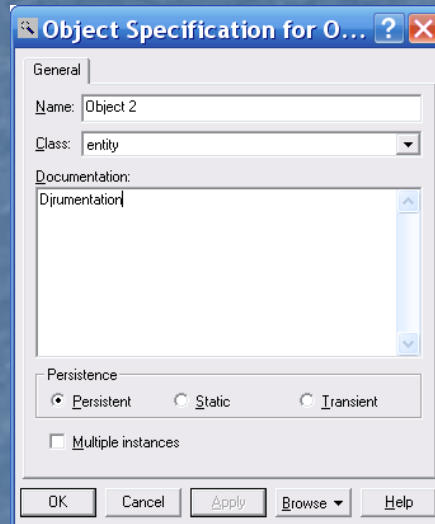 Object Specification for O...
General
Name: Object 2
Class: entity
Documentation:
Djrumentation
Persistence
Persistent Static Transient
Multiple instances
OK Cancel Apply Browse Help